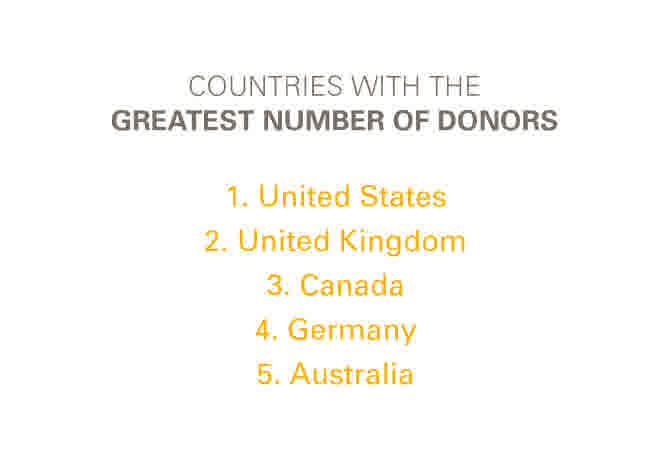 COUNTRIES WITH THE
GREATEST NUMBER OF DONORS
1. United States
2. United Kingdom
3. Canada
4. Germany
5. Australia